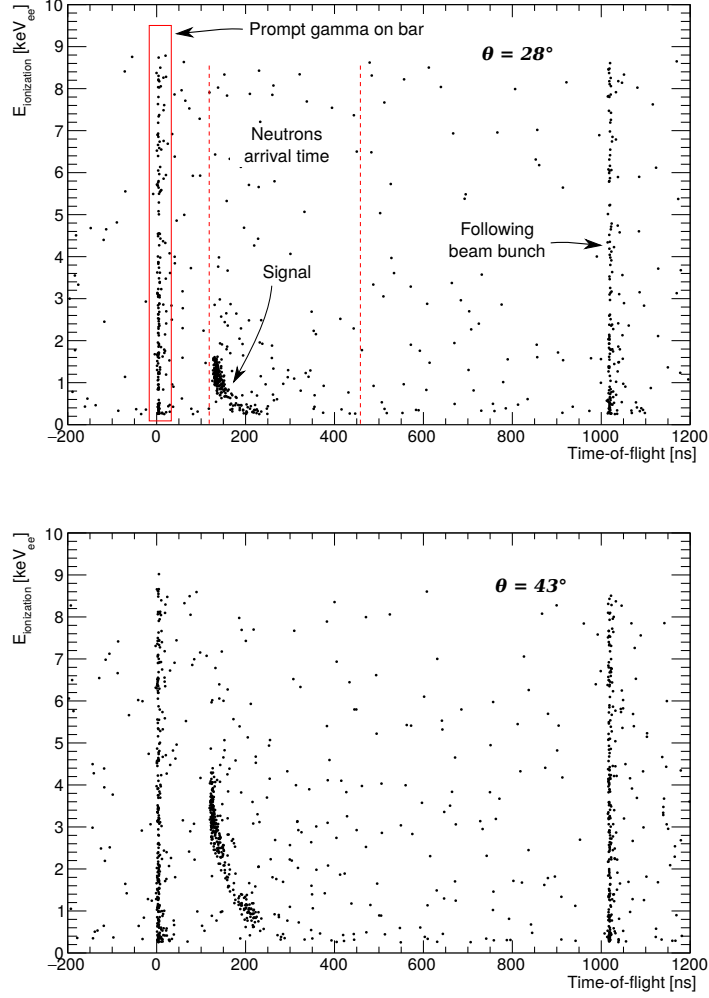 E_ionization [keV_ee]
10
9
8
7
6
5
4
3
2
1
0
Prompt gamma on bar
θ = 28°
Neutrons
arrival time
Following
beam bunch
Signal
−200 0 200 400 600 800 1000 1200
Time-of-flight [ns]
E_ionization [keV_ee]
10
9
8
7
6
5
4
3
2
1
0
θ = 43°
−200 0 200 400 600 800 1000 1200
Time-of-flight [ns]